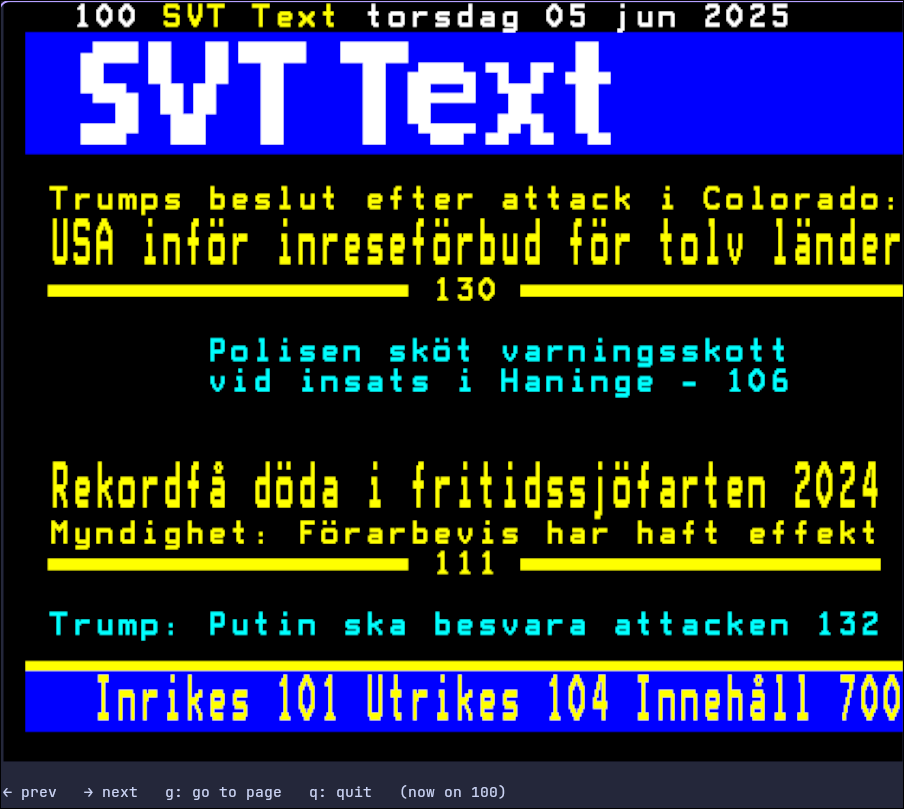 100 SVT Text torsdag 05 jun 2025
SVT Text
Trumps beslut efter attack i Colorado:
USA inför inreseförbud för tolv länder
130
Polisen sköt varningsskott
vid insats i Haninge - 106
Rekordfå döda i fritidssjöfarten 2024
Myndighet: Förarbevis har haft effekt
111
Trump: Putin ska besvara attacken 132
Inrikes 101 Utrikes 104 Innehåll 700
← prev → next g: go to page q: quit (now on 100)